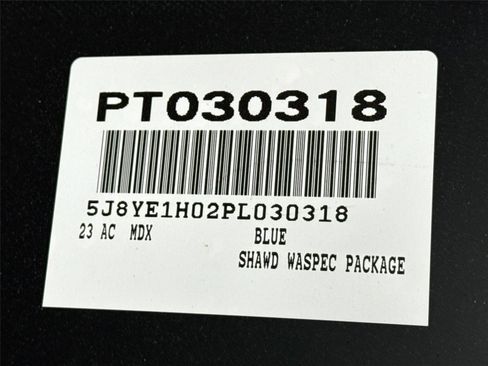 PT030318
5J8YE1H02PL030318
23 AC MDX BLUE
SHAWD WASPEC PACKAGE